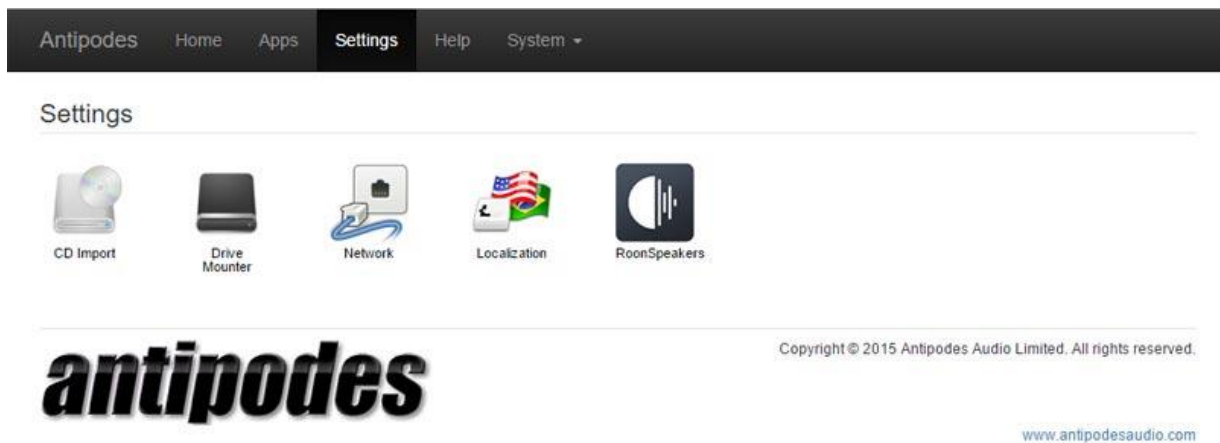 Antipodes Home Apps Settings Help System
Settings
CD Import
Drive
Mounter
Network
Localization
RoonSpeakers
antipodes
Copyright © 2015 Antipodes Audio Limited. All rights reserved.
www.antipodesaudio.com